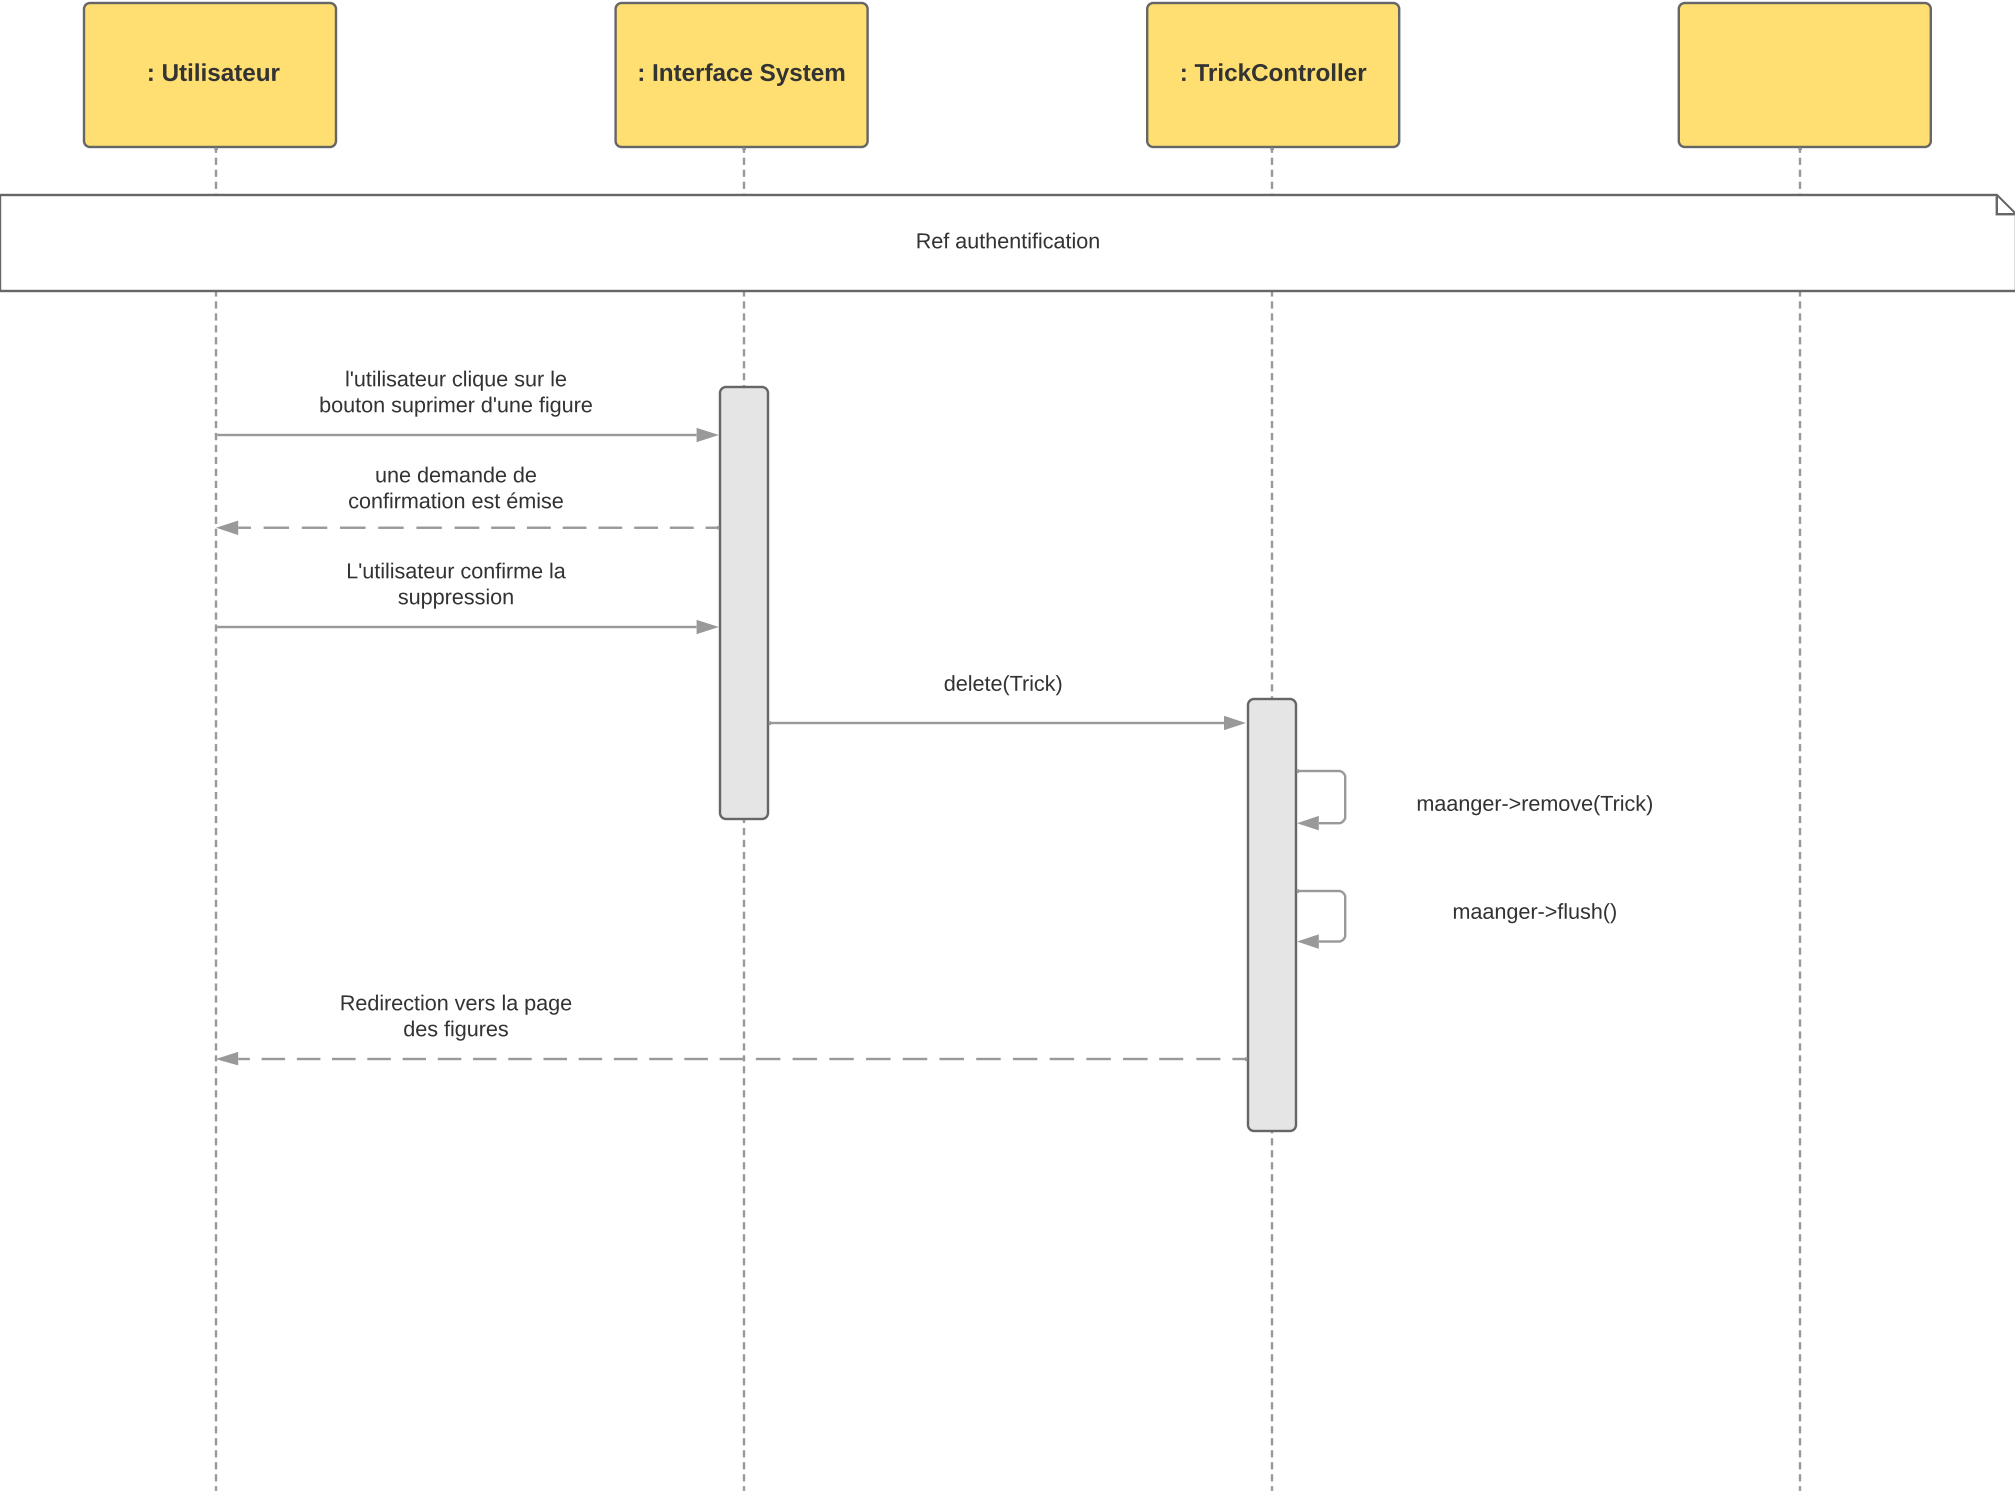 : Utilisateur
: Interface System
: TrickController
Ref authentification
l'utilisateur clique sur le
bouton suprimer d'une figure
une demande de
confirmation est émise
L'utilisateur confirme la
suppression
delete(Trick)
maanger->remove(Trick)
maanger->flush()
Redirection vers la page
des figures